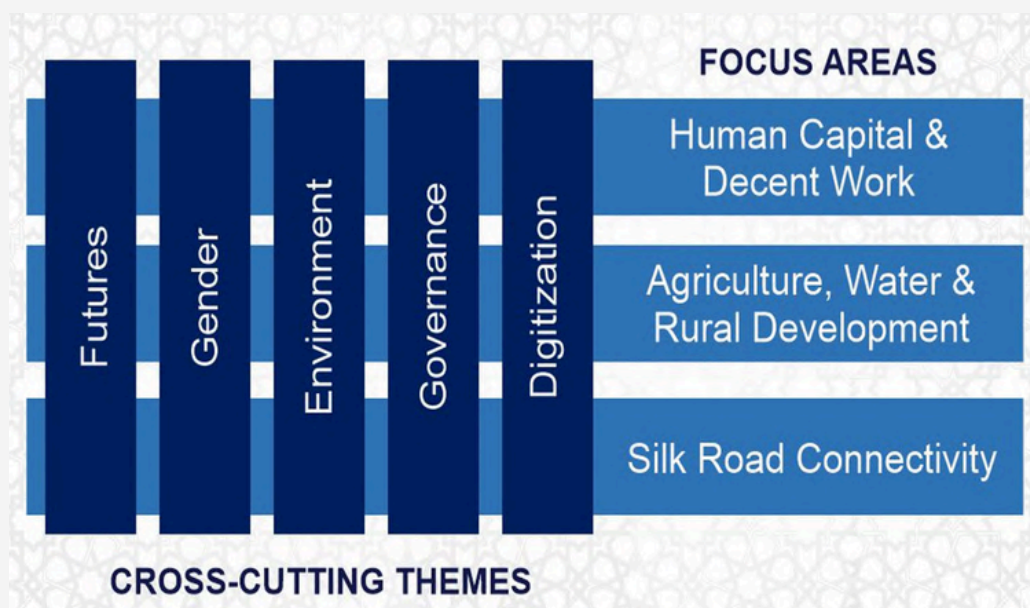 FOCUS AREAS
Human Capital &
Decent Work
Agriculture, Water &
Rural Development
Silk Road Connectivity
Futures
Gender
Environment
Governance
Digitization
CROSS-CUTTING THEMES